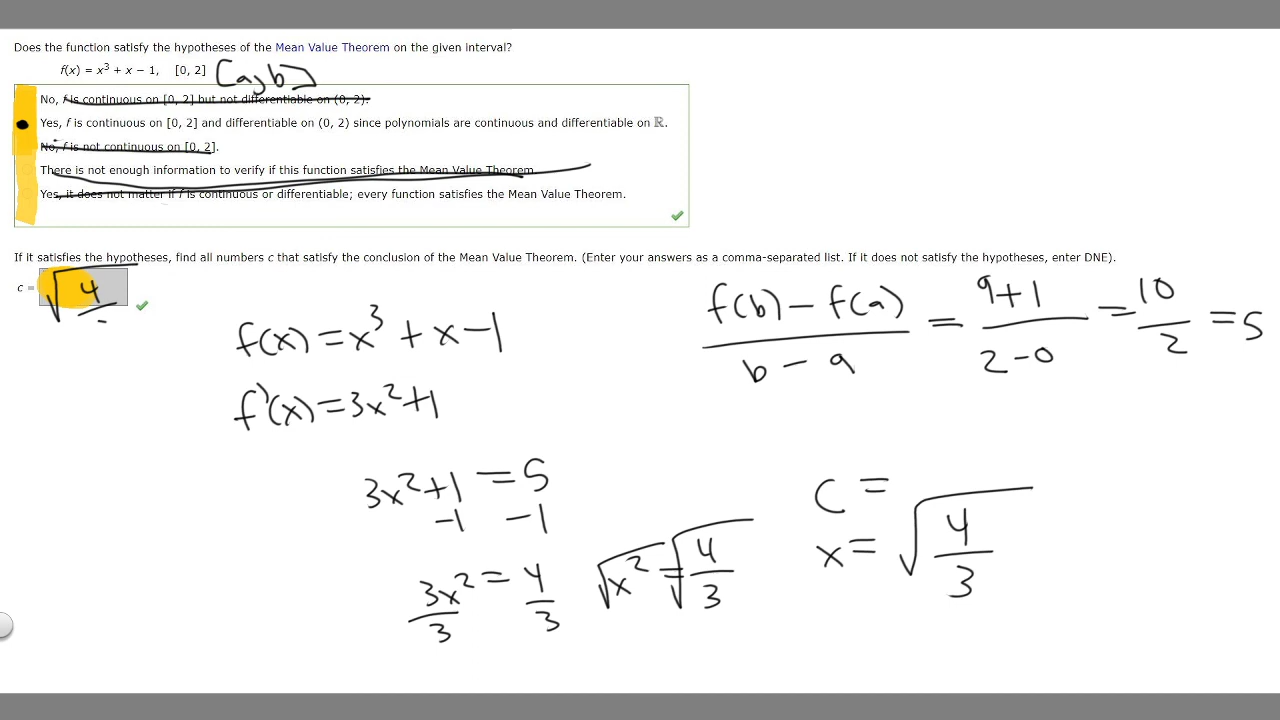 Does the function satisfy the hypotheses of the Mean Value Theorem on the given interval?
f(x) = x³ + x − 1, [0, 2] [a,b]
No, f is continuous on [0, 2] but not differentiable on (0, 2).
Yes, f is continuous on [0, 2] and differentiable on (0, 2) since polynomials are continuous and differentiable on ℝ.
No, f is not continuous on [0, 2].
There is not enough information to verify if this function satisfies the Mean Value Theorem.
Yes, it does not matter if f is continuous or differentiable; every function satisfies the Mean Value Theorem.
If it satisfies the hypotheses, find all numbers c that satisfy the conclusion of the Mean Value Theorem. (Enter your answers as a comma-separated list. If it does not satisfy the hypotheses, enter DNE).
c = √4
f(x) = x³ + x − 1
f'(x) = 3x² + 1
(f(b) − f(a))/(b − a) = (9+1)/(2−0) = 10/2 = 5
3x² + 1 = 5
−1 −1
3x²/3 = 4/3
√x² = √(4/3)
c =
x = √(4/3)